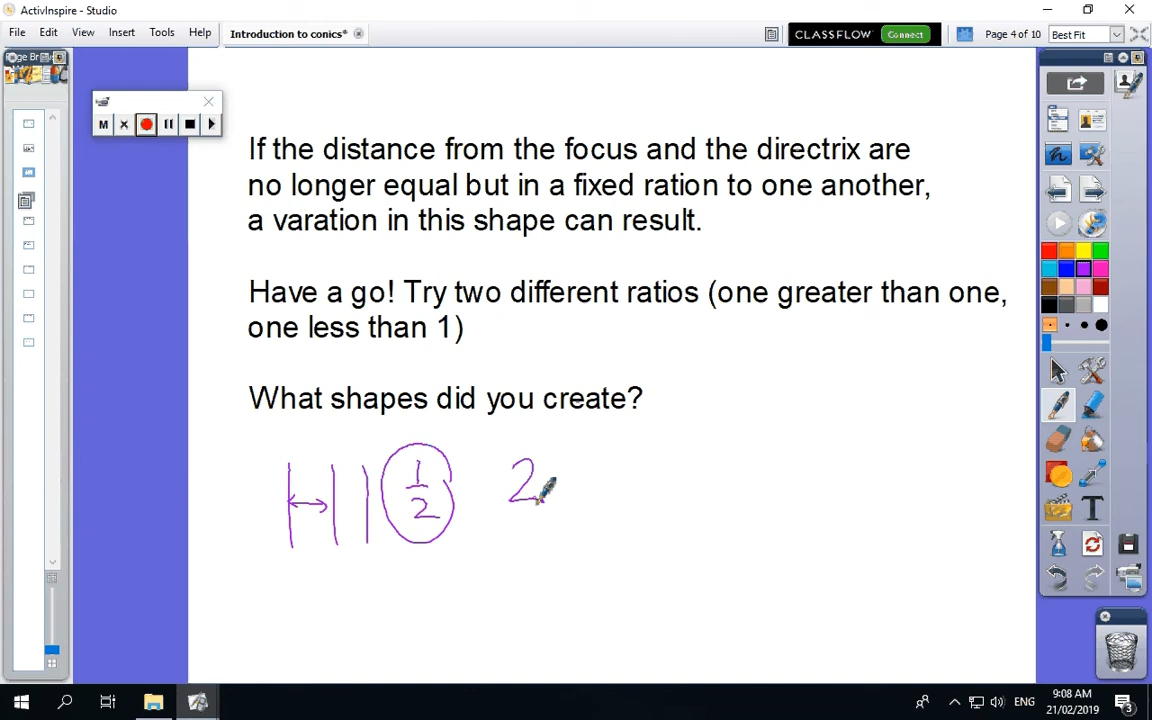 ActivInspire - Studio
File Edit View Insert Tools Help Introduction to conics* CLASSFLOW Connect Page 4 of 10 Best Fit
M
If the distance from the focus and the directrix are
no longer equal but in a fixed ration to one another,
a varation in this shape can result.
Have a go! Try two different ratios (one greater than one,
one less than 1)
What shapes did you create?
1
2
2
T
ENG
9:08 AM
21/02/2019
3